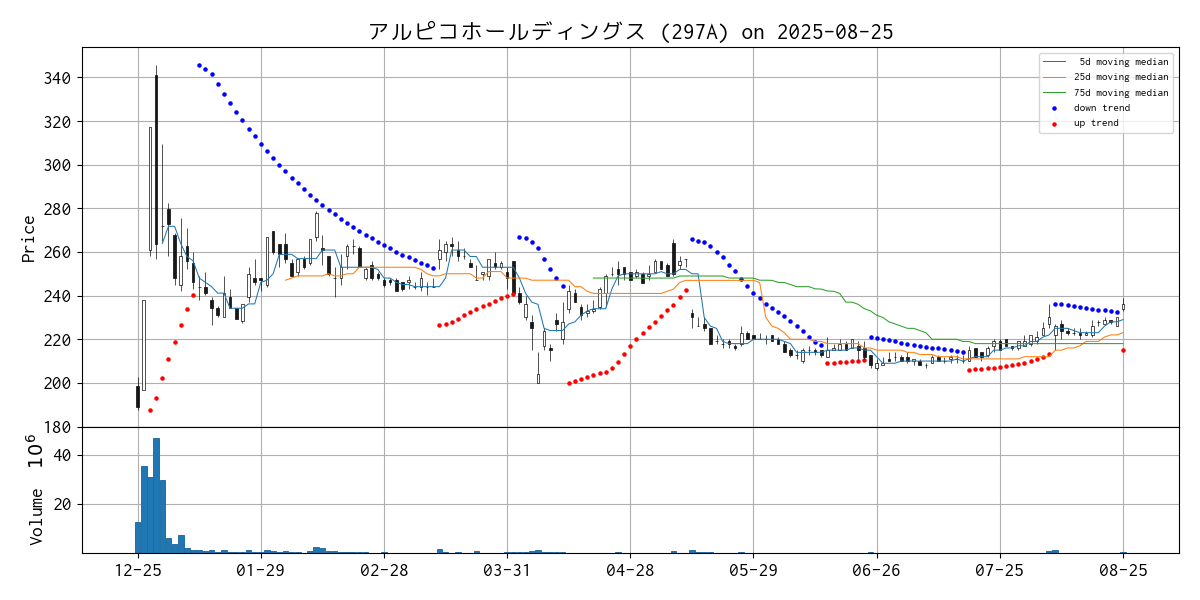 アルピコホールディングス (297A) on 2025-08-25
5d moving median
25d moving median
75d moving median
down trend
up trend
Price
340
320
300
280
260
240
220
200
180
Volume 10^6
40
20
12-25 01-29 02-28 03-31 04-28 05-29 06-26 07-25 08-25